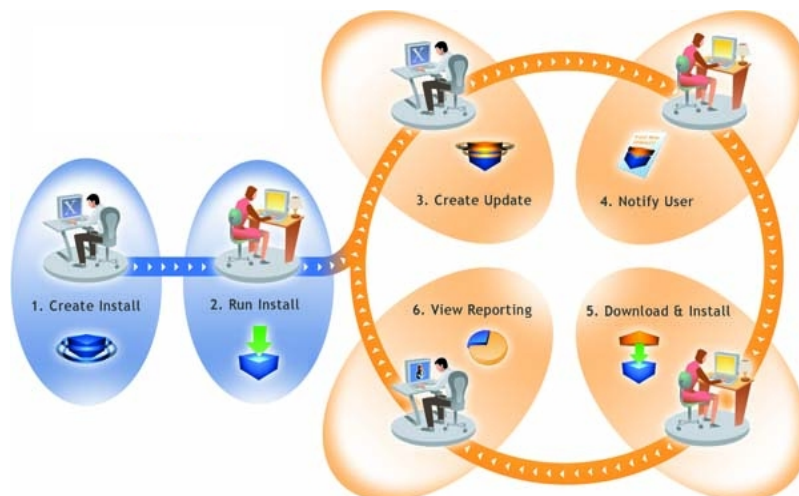 1. Create Install
2. Run Install
3. Create Update
4. Notify User
5. Download & Install
6. View Reporting
X
X